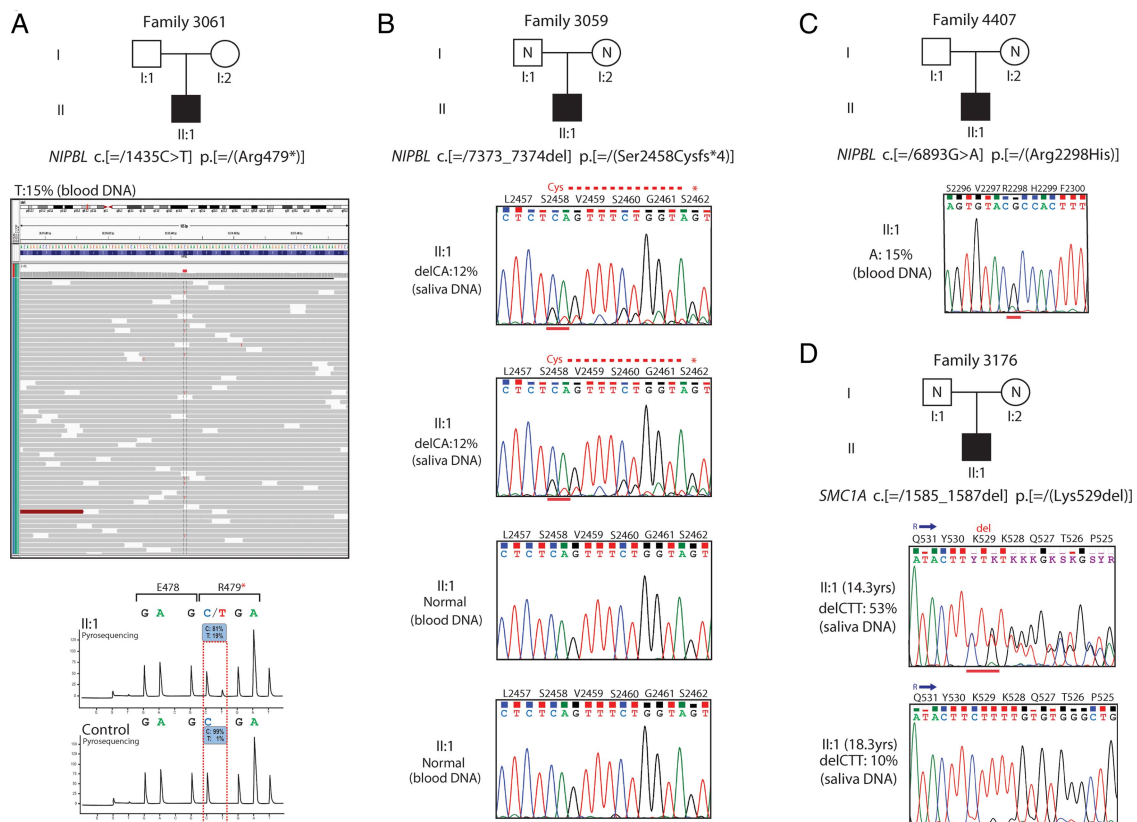 A
Family 3061
I
I:1
I:2
II
II:1
NIPBL c.[=/1435C>T] p.[=/(Arg479*)]
T:15% (blood DNA)
E478
R479*
G A G C/T G A
II:1
Pyrosequencing
C: 81%
T: 19%
G A G C G A
Control
Pyrosequencing
C: 99%
T: 1%
B
Family 3059
I
N
N
I:1
I:2
II
II:1
NIPBL c.[=/7373_7374del] p.[=/(Ser2458Cysfs*4)]
Cys *
L2457 S2458 V2459 S2460 G2461 S2462
C T C T C A G T T T C T G G T A G T
II:1
delCA:12%
(saliva DNA)
Cys *
L2457 S2458 V2459 S2460 G2461 S2462
C T C T C A G T T T C T G G T A G T
II:1
delCA:12%
(saliva DNA)
L2457 S2458 V2459 S2460 G2461 S2462
C T C T C A G T T T C T G G T A G T
II:1
Normal
(blood DNA)
L2457 S2458 V2459 S2460 G2461 S2462
C T C T C A G T T T C T G G T A G T
II:1
Normal
(blood DNA)
C
Family 4407
I
N
I:1
I:2
II
II:1
NIPBL c.[=/6893G>A] p.[=/(Arg2298His)]
S2296 V2297 R2298 H2299 F2300
A G T G T A C G C C A C T T T
II:1
A: 15%
(blood DNA)
D
Family 3176
I
N
N
I:1
I:2
II
II:1
SMC1A c.[=/1585_1587del] p.[=/(Lys529del)]
R
del
Q531 Y530 K529 K528 Q527 T526 P525
A T A C T T Y T K T K K K G K S K G S Y R
II:1 (14.3yrs)
delCTT: 53%
(saliva DNA)
R
Q531 Y530 K529 K528 Q527 T526 P525
A T A C T T C T T T T G T G T G G G C T G
II:1 (18.3yrs)
delCTT: 10%
(saliva DNA)